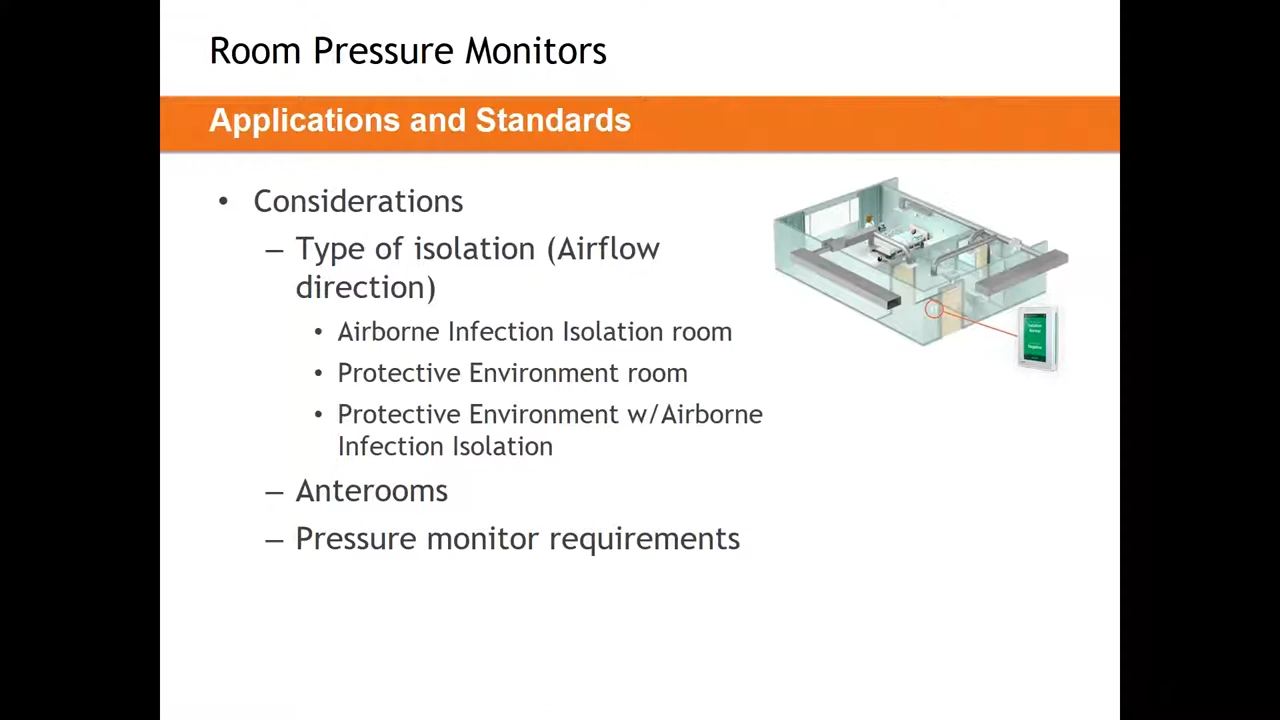 Room Pressure Monitors
Applications and Standards
• Considerations
– Type of isolation (Airflow
direction)
• Airborne Infection Isolation room
• Protective Environment room
• Protective Environment w/Airborne
Infection Isolation
– Anterooms
– Pressure monitor requirements